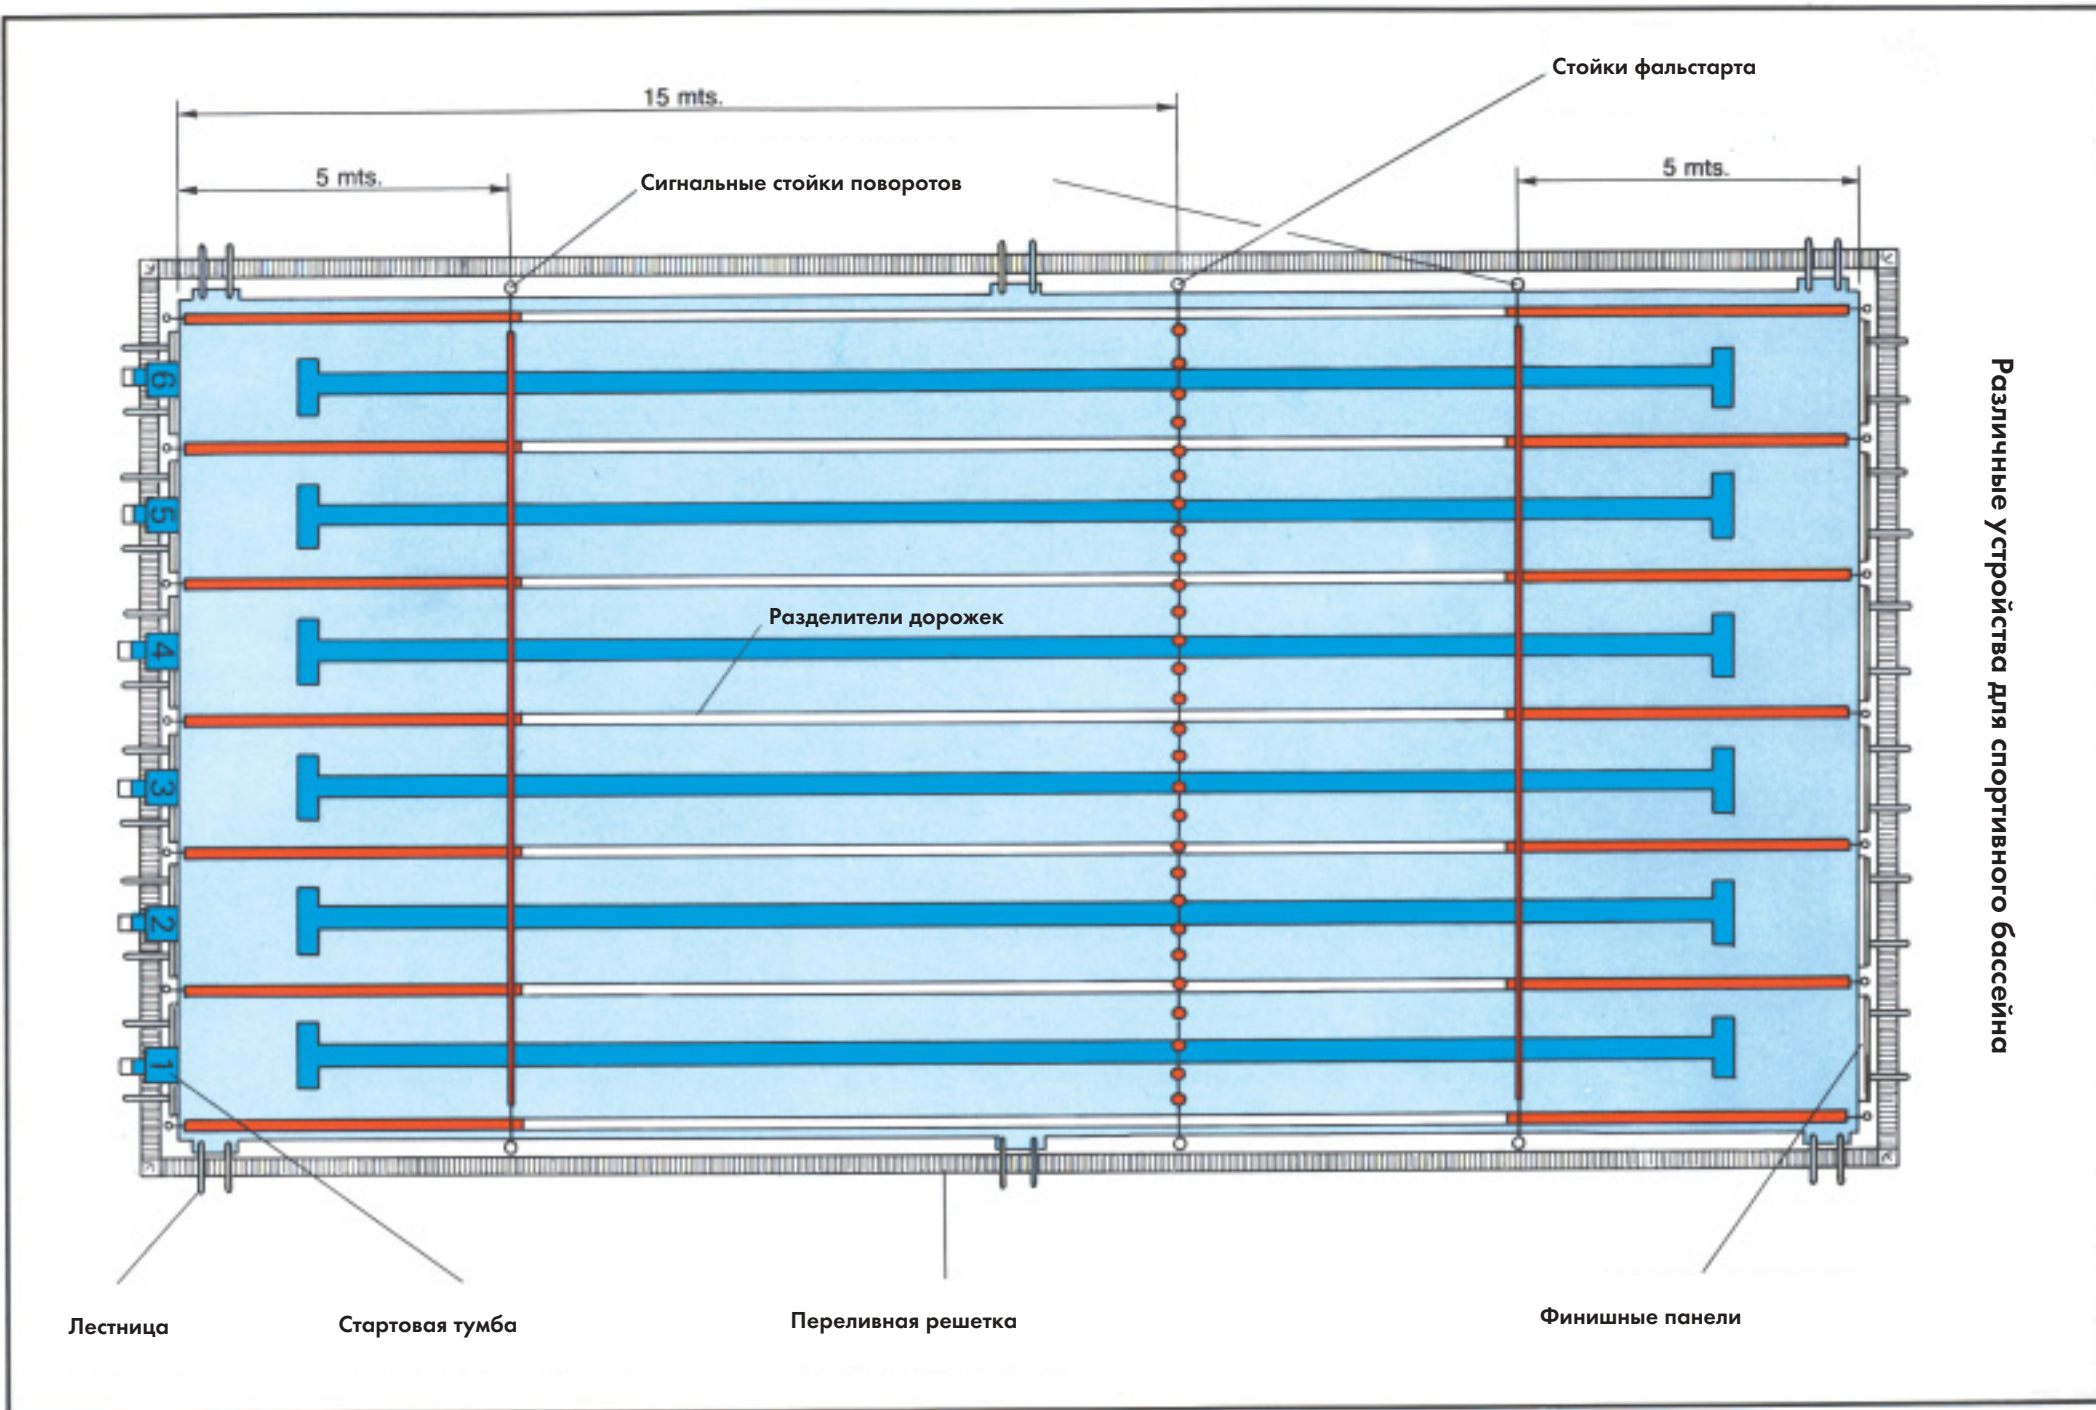 Стойки фальстарта
15 mts.
5 mts.
Сигнальные стойки поворотов
5 mts.
6
5
4
3
2
1
Разделители дорожек
Различные устройства для спортивного бассейна
Лестница
Стартовая тумба
Переливная решетка
Финишные панели